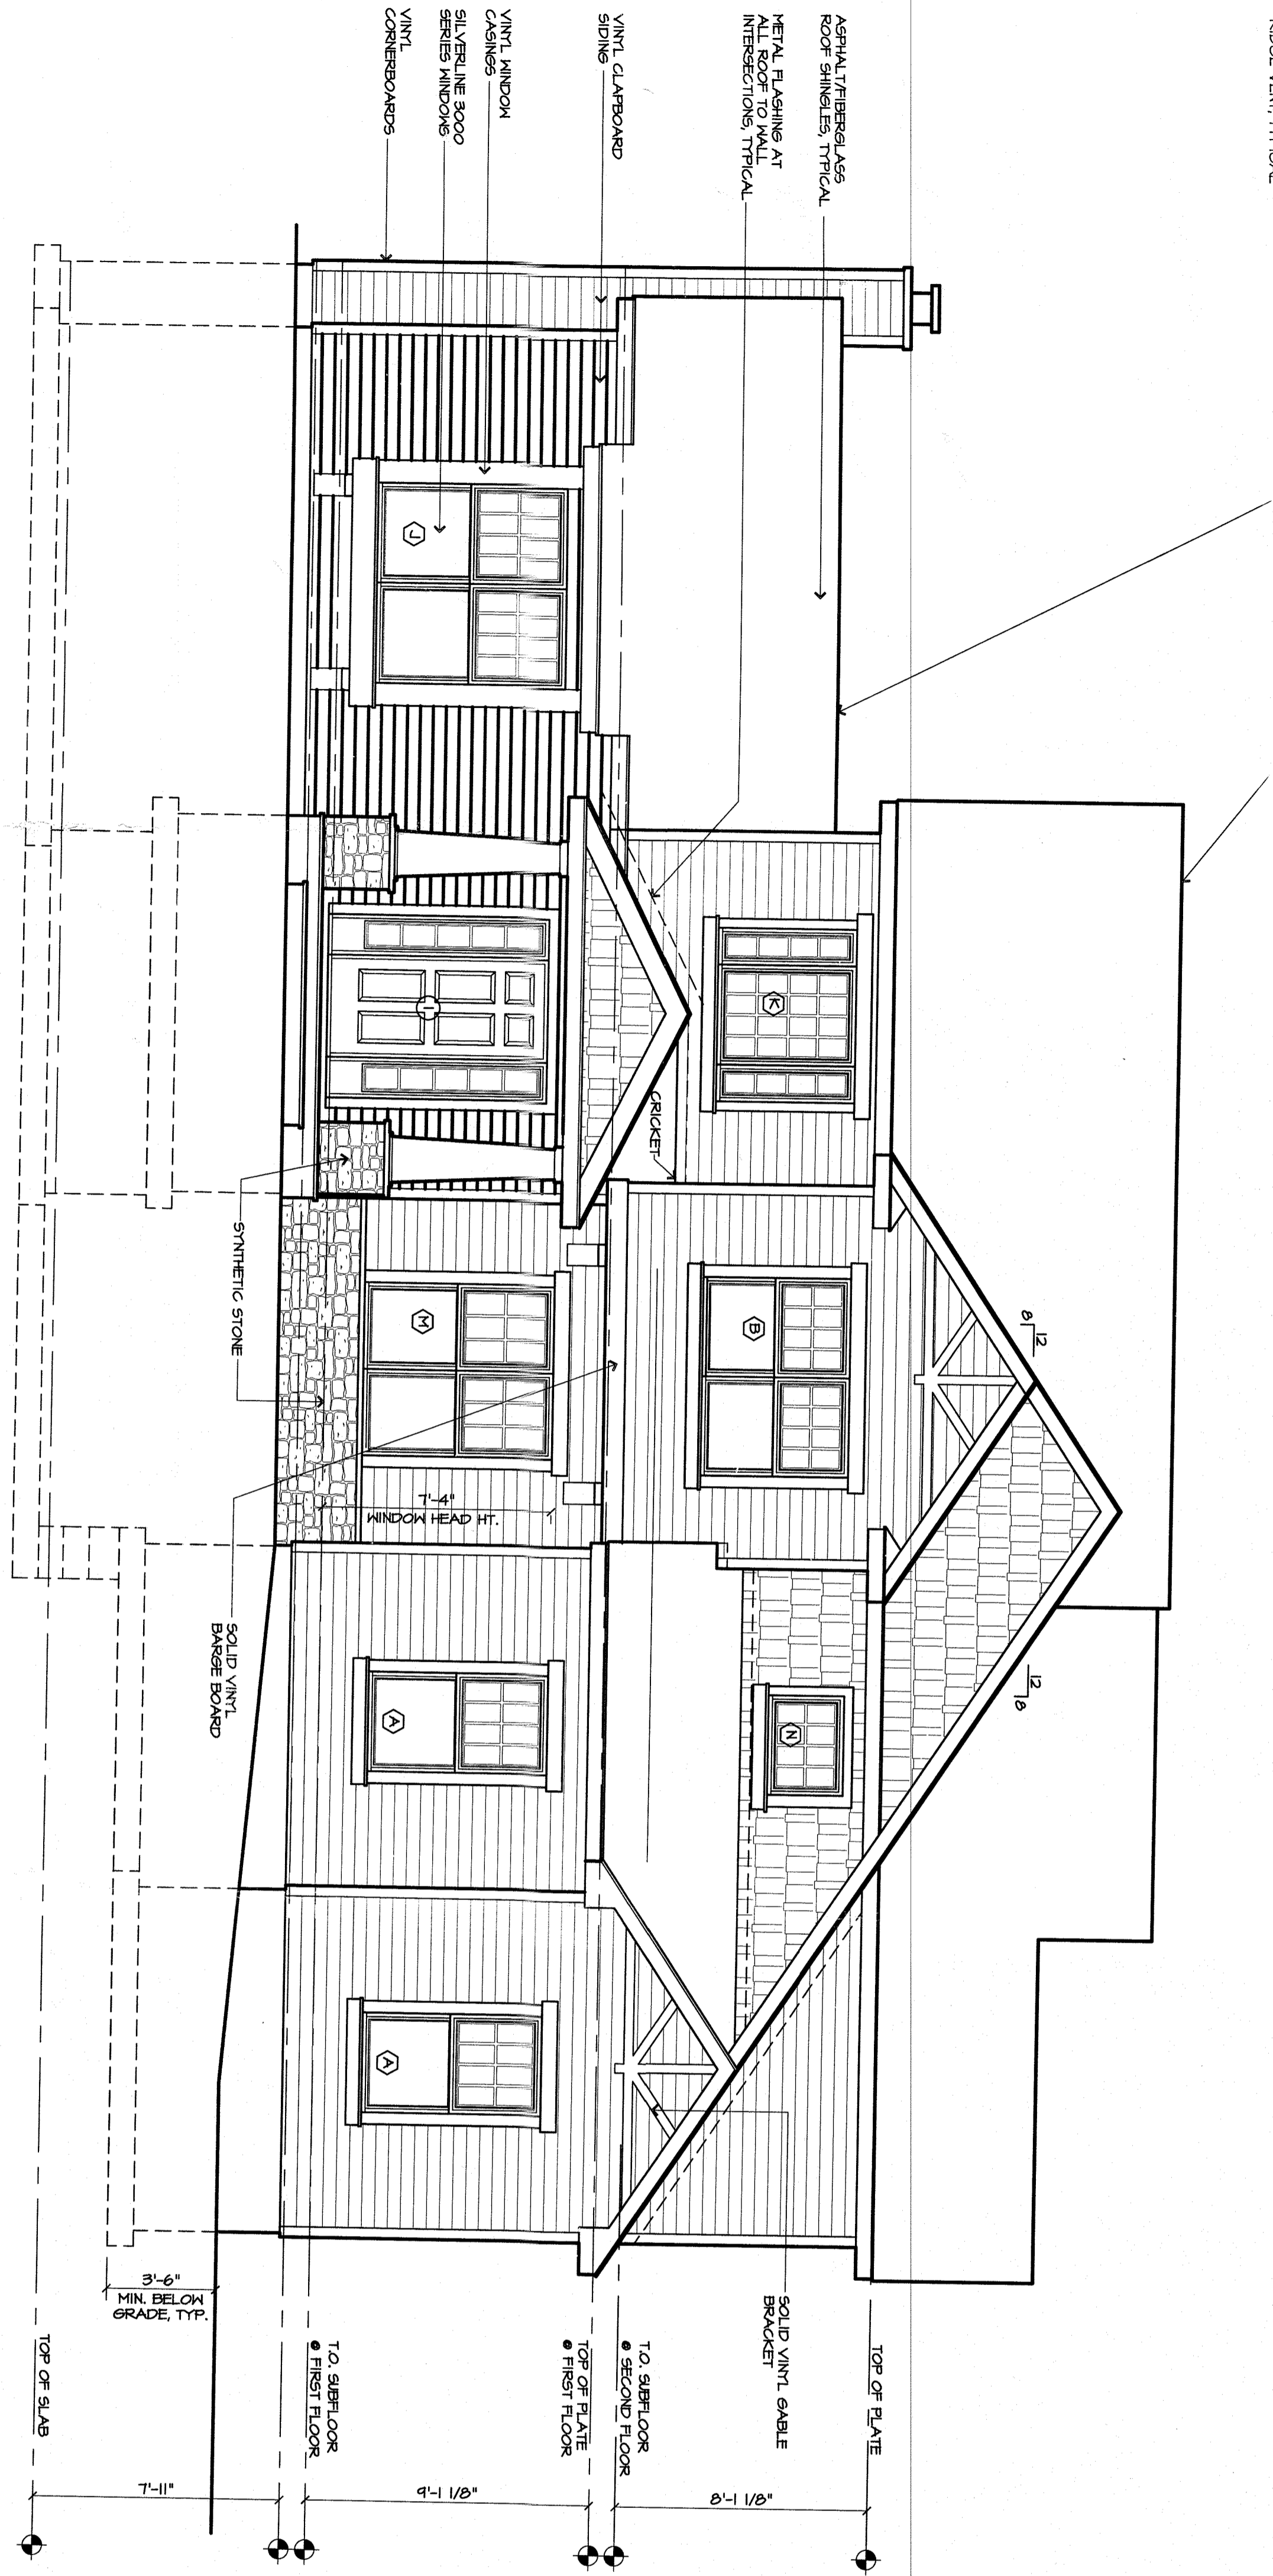 RIDGE VENT, TYPICAL
ASPHALT/FIBERGLASS
ROOF SHINGLES, TYPICAL
METAL FLASHING AT
ALL ROOF TO WALL
INTERSECTIONS, TYPICAL
VINYL CLAPBOARD
SIDING
VINYL WINDOW
CASINGS
SILVERLINE 3000
SERIES WINDOWS
VINYL
CORNERBOARDS
12
8
12
8
K
B
N
CRICKET
J
1
M
A
A
7'-4"
WINDOW HEAD HT.
SYNTHETIC STONE
SOLID VINYL
BARGE BOARD
SOLID VINYL GABLE
BRACKET
3'-6"
MIN. BELOW
GRADE, TYP.
TOP OF PLATE
8'-1 1/8"
T.O. SUBFLOOR
@ SECOND FLOOR
TOP OF PLATE
@ FIRST FLOOR
9'-1 1/8"
T.O. SUBFLOOR
@ FIRST FLOOR
7'-11"
TOP OF SLAB